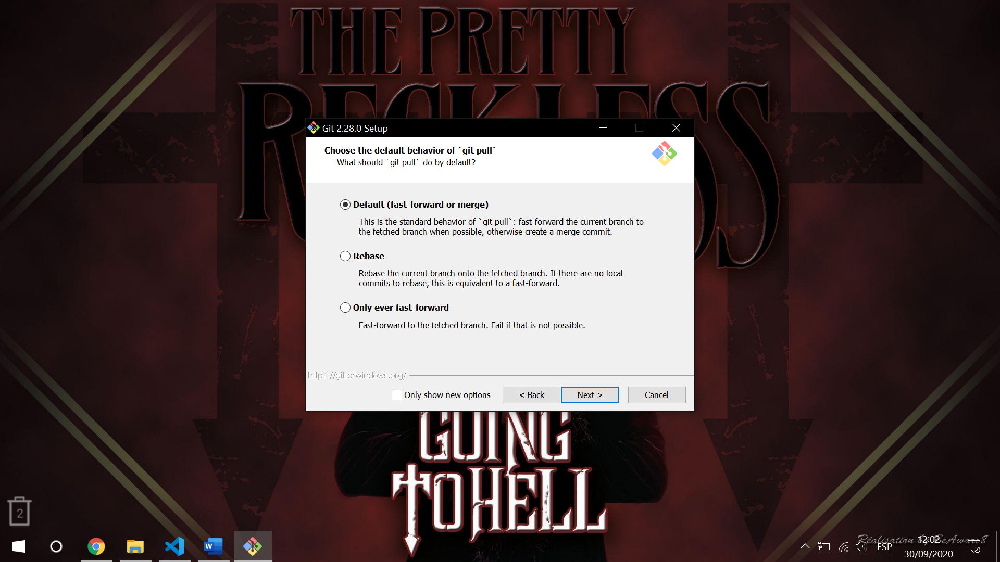 THE PRETTY
RECKLESS
Git 2.28.0 Setup
Choose the default behavior of `git pull`
What should `git pull` do by default?
Default (fast-forward or merge)
This is the standard behavior of `git pull`: fast-forward the current branch to
the fetched branch when possible, otherwise create a merge commit.
Rebase
Rebase the current branch onto the fetched branch. If there are no local
commits to rebase, this is equivalent to a fast-forward.
Only ever fast-forward
Fast-forward to the fetched branch. Fail if that is not possible.
https://gitforwindows.org/
Only show new options
< Back
Next >
Cancel
GOING
TO HELL
2
W
Réalisation by BeAware8
ESP
12:02
30/09/2020